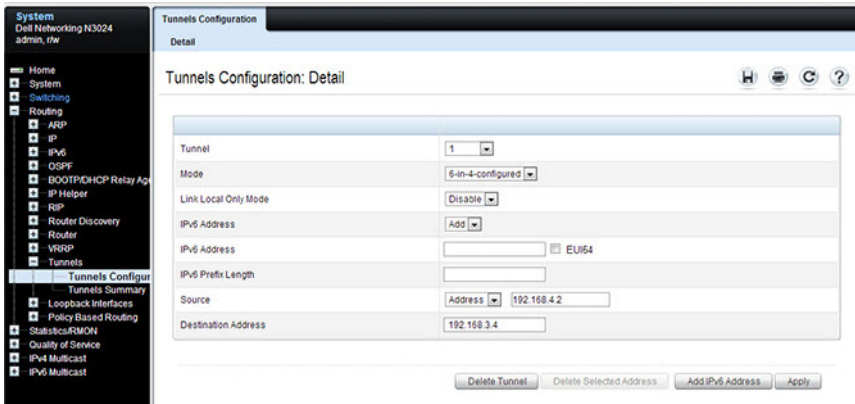 System
Dell Networking N3024
admin, r/w
Tunnels Configuration
Detail
Home
System
Switching
Routing
ARP
IP
IPv6
OSPF
BOOTP/DHCP Relay Age
IP Helper
RIP
Router Discovery
Router
VRRP
Tunnels
Tunnels Configur
Tunnels Summary
Loopback Interfaces
Policy Based Routing
Statistics/RMON
Quality of Service
IPv4 Multicast
IPv6 Multicast
Tunnels Configuration: Detail
Tunnel 1
Mode 6-in-4-configured
Link Local Only Mode Disable
IPv6 Address Add
IPv6 Address EUI64
IPv6 Prefix Length
Source Address 192.168.4.2
Destination Address 192.168.3.4
Delete Tunnel Delete Selected Address Add IPv6 Address Apply